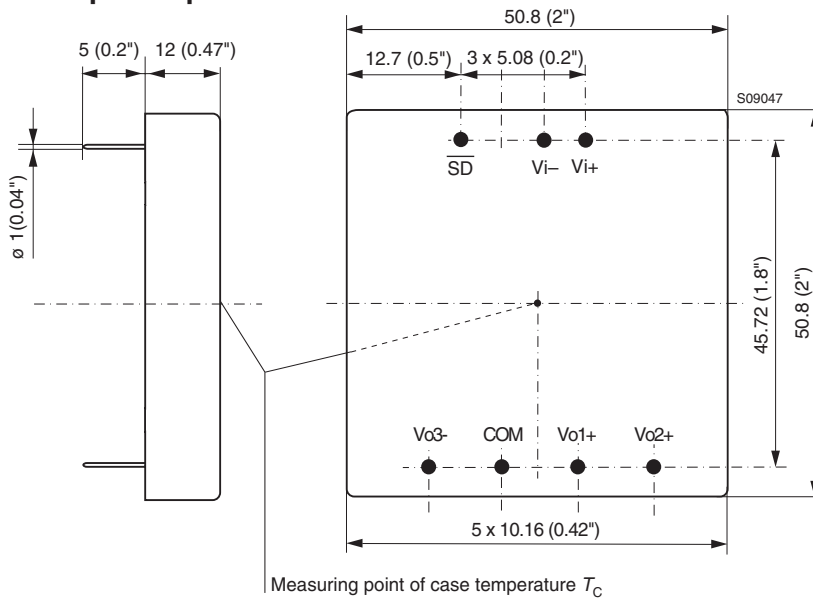 50.8 (2")
5 (0.2") 12 (0.47")
12.7 (0.5") 3 x 5.08 (0.2")
S09047
SD Vi– Vi+
ø 1(0.04")
45.72 (1.8")
50.8 (2")
Vo3- COM Vo1+ Vo2+
5 x 10.16 (0.42")
Measuring point of case temperature TC